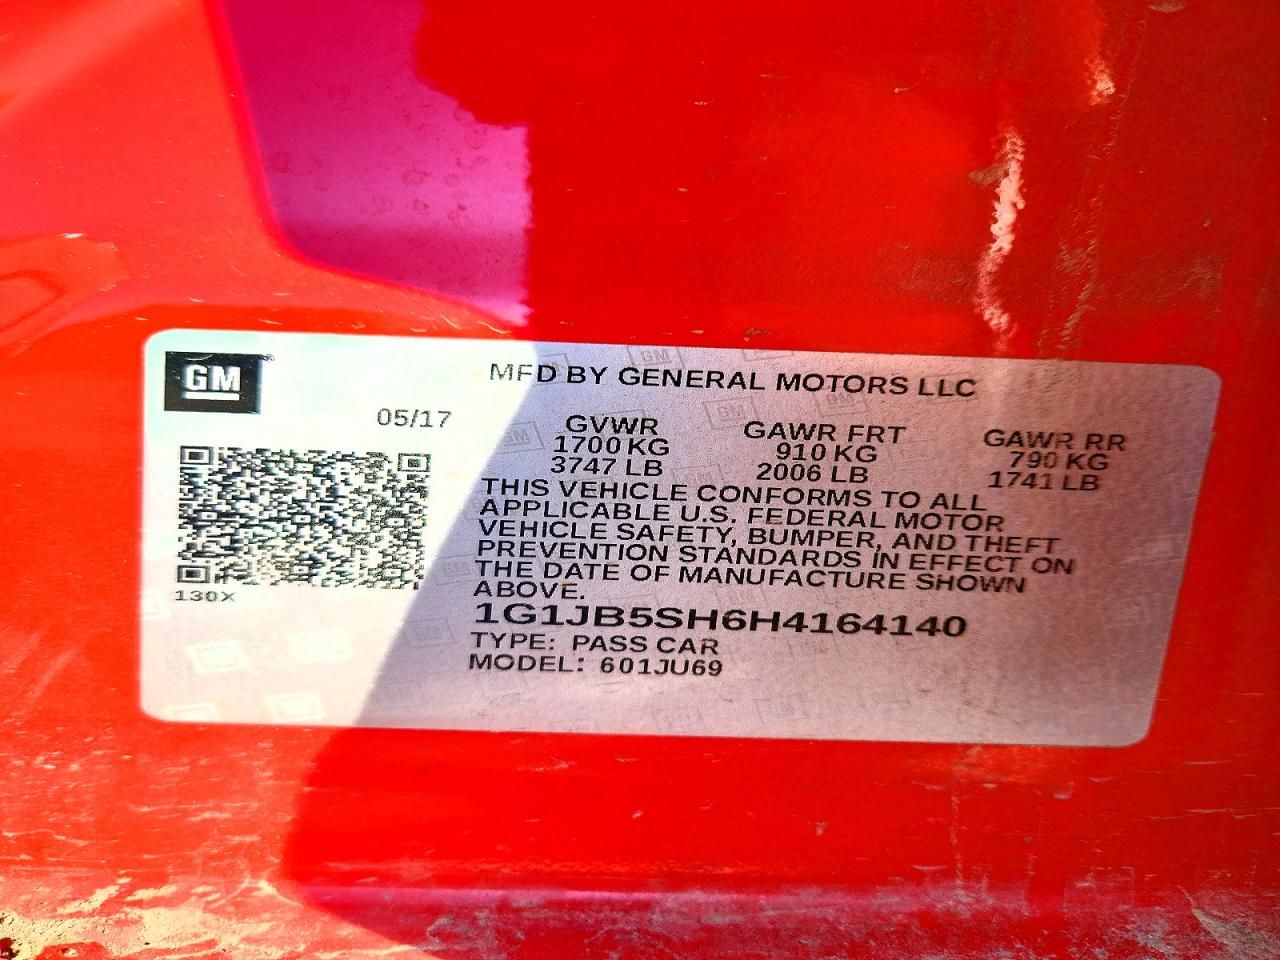 GM
MFD BY GENERAL MOTORS LLC
05/17
GVWR GAWR FRT GAWR RR
1700 KG 910 KG 790 KG
3747 LB 2006 LB 1741 LB
THIS VEHICLE CONFORMS TO ALL
APPLICABLE U.S. FEDERAL MOTOR
VEHICLE SAFETY, BUMPER, AND THEFT
PREVENTION STANDARDS IN EFFECT ON
THE DATE OF MANUFACTURE SHOWN
ABOVE.
130X
1G1JB5SH6H4164140
TYPE: PASS CAR
MODEL: 601JU69